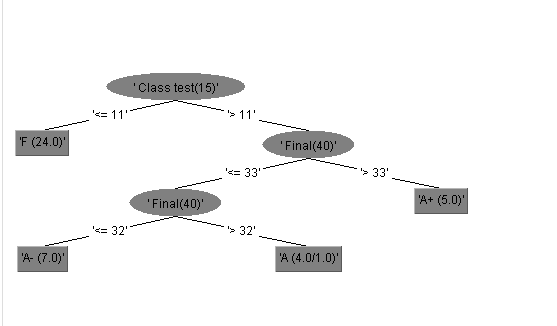 'Class test(15)'
'<= 11'
'> 11'
'F (24.0)'
'Final(40)'
'<= 33'
'> 33'
'Final(40)'
'A+ (5.0)'
'<= 32'
'> 32'
'A- (7.0)'
'A (4.0/1.0)'